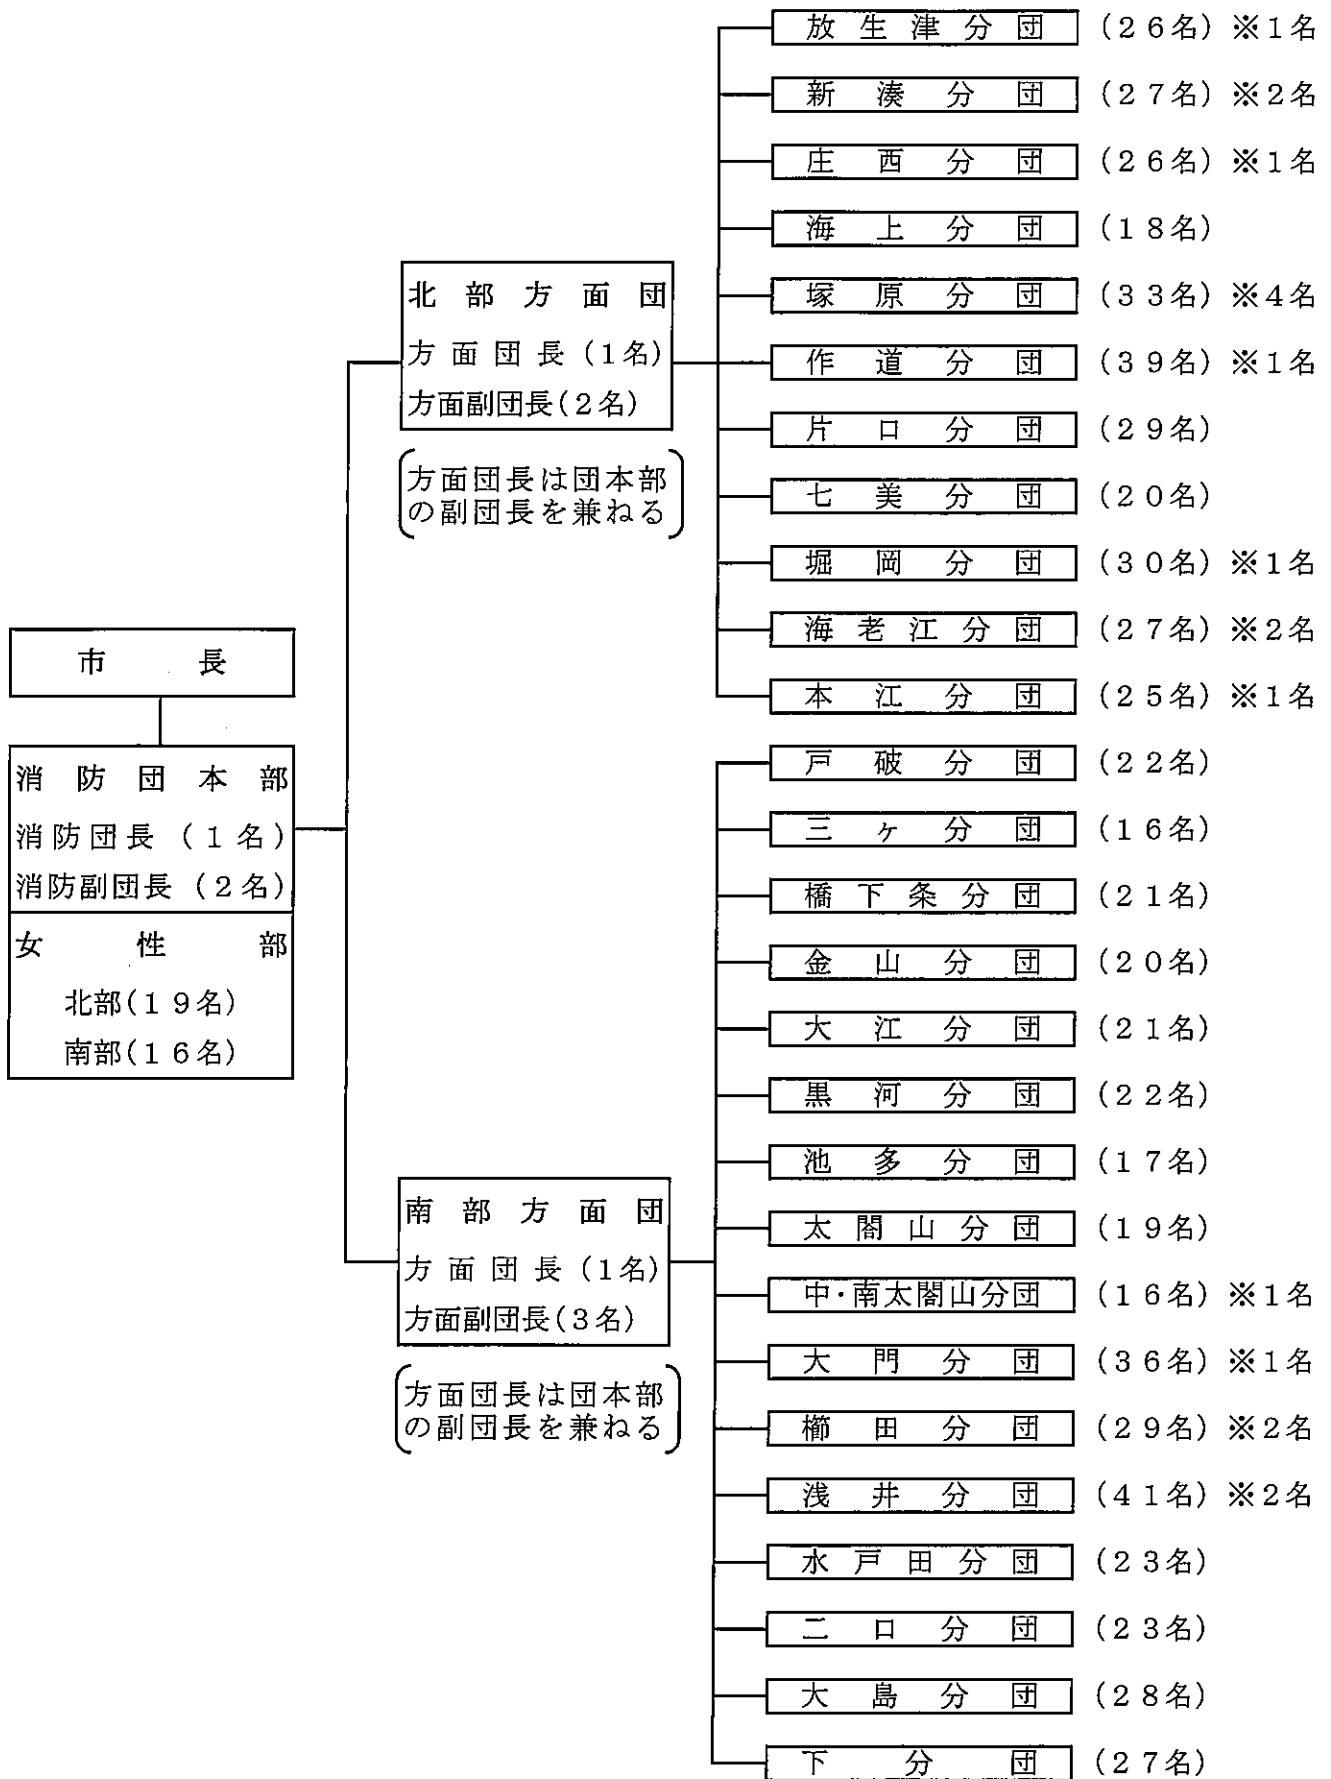 市長
消防団本部
消防団長（１名）
消防副団長（２名）
女性部
北部（１９名）
南部（１６名）
北部方面団
方面団長（１名）
方面副団長（２名）
方面団長は団本部
の副団長を兼ねる
南部方面団
方面団長（１名）
方面副団長（３名）
方面団長は団本部
の副団長を兼ねる
放生津分団（２６名）※１名
新湊分団（２７名）※２名
庄西分団（２６名）※１名
海上分団（１８名）
塚原分団（３３名）※４名
作道分団（３９名）※１名
片口分団（２９名）
七美分団（２０名）
堀岡分団（３０名）※１名
海老江分団（２７名）※２名
本江分団（２５名）※１名
戸破分団（２２名）
三ヶ分団（１６名）
橋下条分団（２１名）
金山分団（２０名）
大江分団（２１名）
黒河分団（２２名）
池多分団（１７名）
太閤山分団（１９名）
中・南太閤山分団（１６名）※１名
大門分団（３６名）※１名
櫛田分団（２９名）※２名
浅井分団（４１名）※２名
水戸田分団（２３名）
二口分団（２３名）
大島分団（２８名）
下分団（２７名）